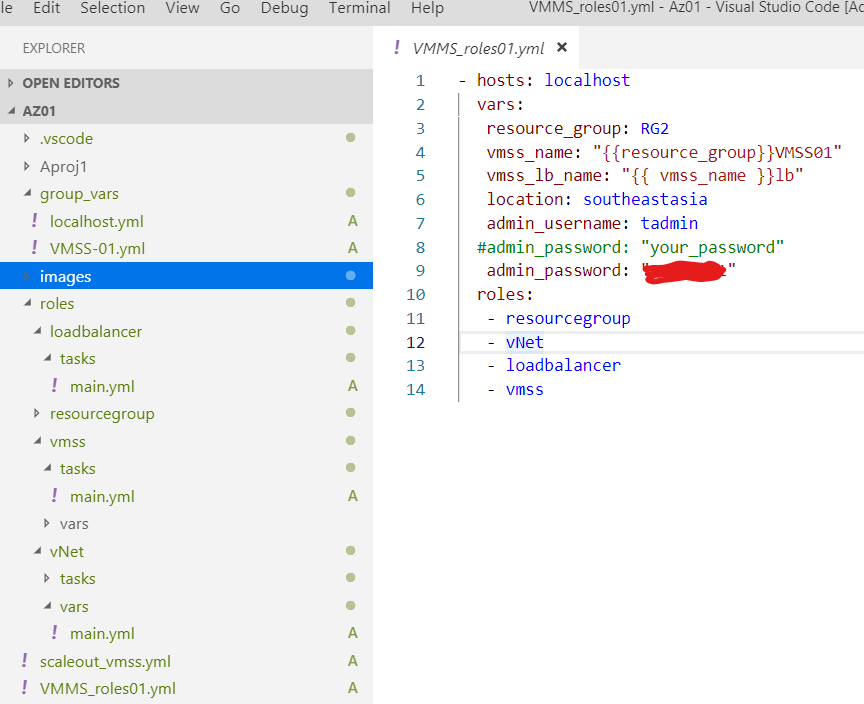 le Edit Selection View Go Debug Terminal Help VMMS_roles01.yml - Az01 - Visual Studio Code [Ad
EXPLORER
OPEN EDITORS
AZ01
.vscode
Aproj1
group_vars
! localhost.yml A
! VMSS-01.yml A
images
roles
loadbalancer
tasks
! main.yml A
resourcegroup
vmss
tasks
! main.yml A
vars
vNet
tasks
vars
! main.yml A
! scaleout_vmss.yml A
! VMMS_roles01.yml A
! VMMS_roles01.yml ×
1 - hosts: localhost
2 vars:
3 resource_group: RG2
4 vmss_name: "{{resource_group}}VMSS01"
5 vmss_lb_name: "{{ vmss_name }}lb"
6 location: southeastasia
7 admin_username: tadmin
8 #admin_password: "your_password"
9 admin_password: "
10 roles:
11 - resourcegroup
12 - vNet
13 - loadbalancer
14 - vmss